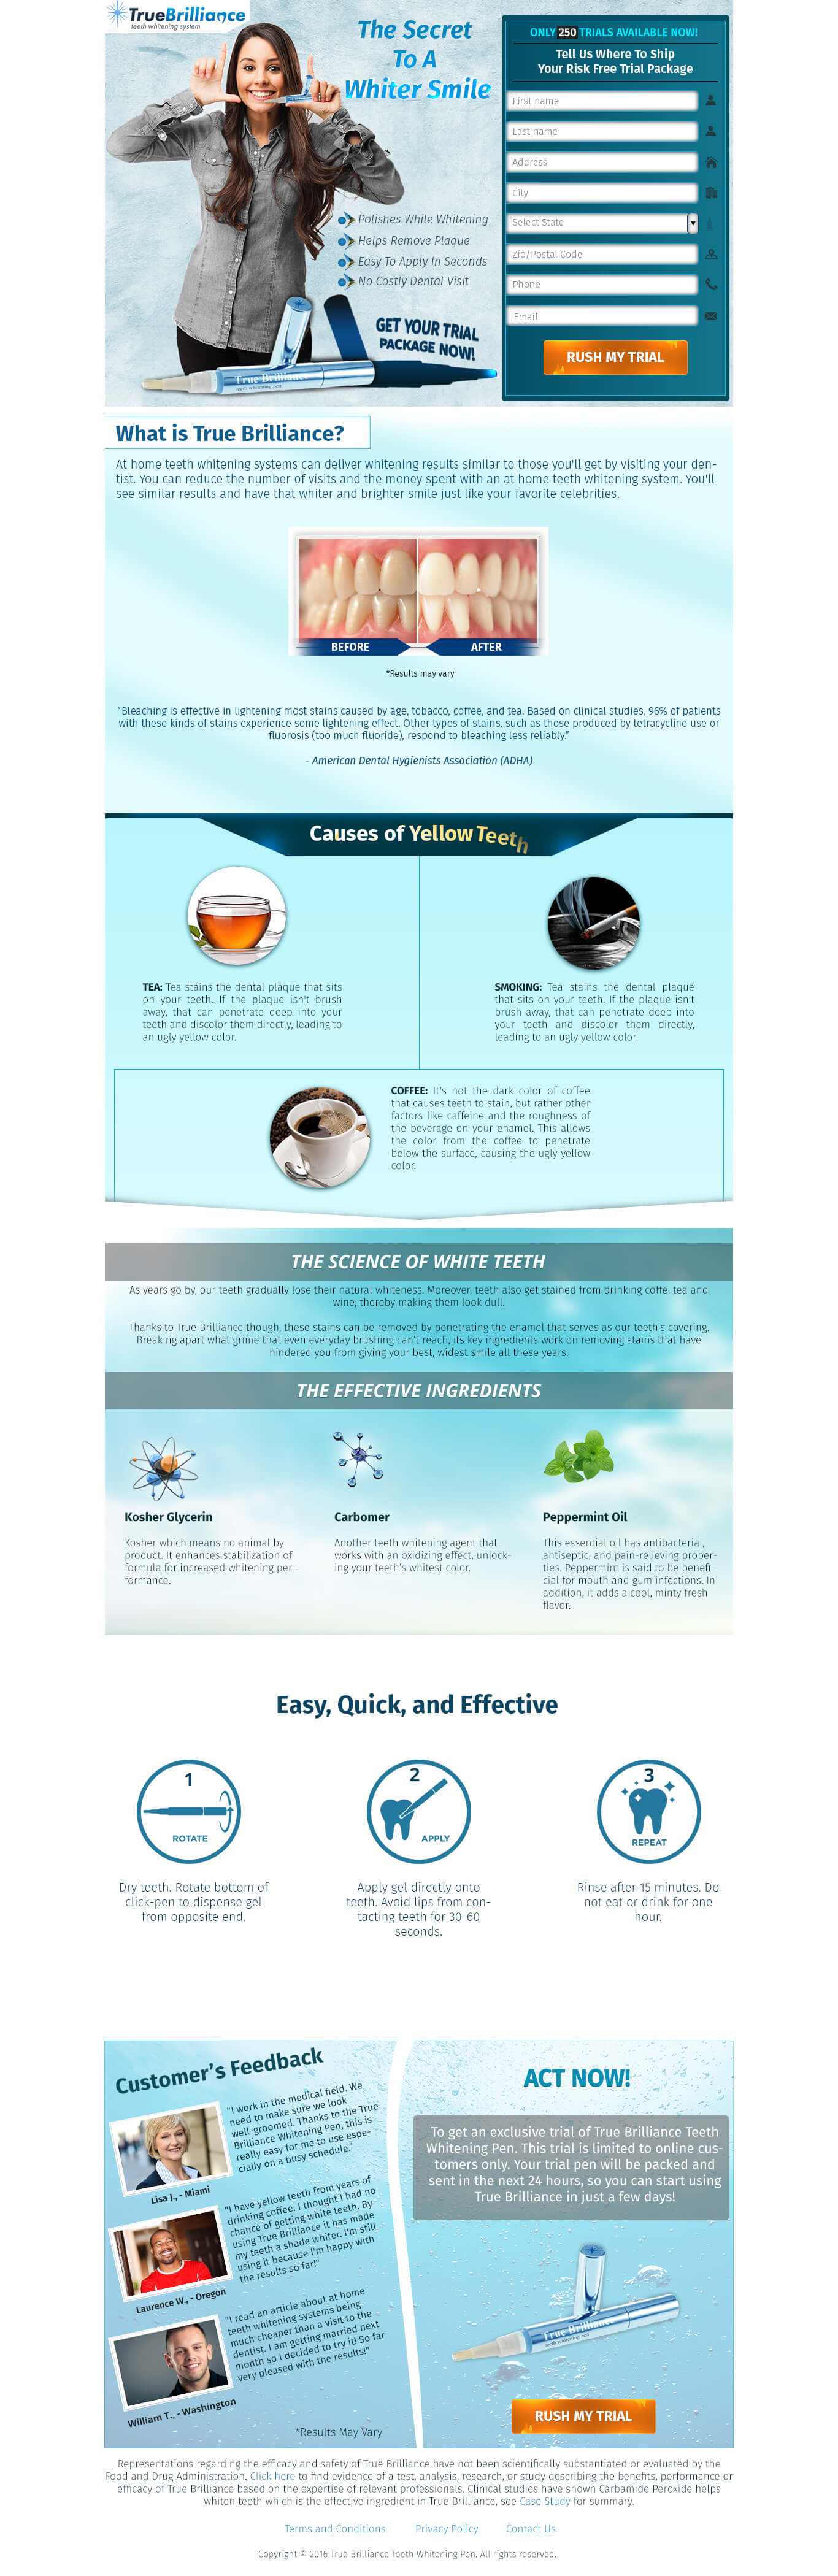 TrueBrilliance
teeth whitening system
The Secret
To A
Whiter Smile
Polishes While Whitening
Helps Remove Plaque
Easy To Apply In Seconds
No Costly Dental Visit
GET YOUR TRIAL
PACKAGE NOW!
True Brilliance
teeth whitening pen
ONLY 250 TRIALS AVAILABLE NOW!
Tell Us Where To Ship
Your Risk Free Trial Package
First name
Last name
Address
City
Select State
Zip/Postal Code
Phone
Email
RUSH MY TRIAL
What is True Brilliance?
At home teeth whitening systems can deliver whitening results similar to those you'll get by visiting your den-
tist. You can reduce the number of visits and the money spent with an at home teeth whitening system. You'll
see similar results and have that whiter and brighter smile just like your favorite celebrities.
BEFORE
AFTER
*Results may vary
"Bleaching is effective in lightening most stains caused by age, tobacco, coffee, and tea. Based on clinical studies, 96% of patients
with these kinds of stains experience some lightening effect. Other types of stains, such as those produced by tetracycline use or
fluorosis (too much fluoride), respond to bleaching less reliably."
- American Dental Hygienists Association (ADHA)
Causes of Yellow Teeth
TEA: Tea stains the dental plaque that sits
on your teeth. If the plaque isn't brush
away, that can penetrate deep into your
teeth and discolor them directly, leading to
an ugly yellow color.
SMOKING: Tea stains the dental plaque
that sits on your teeth. If the plaque isn't
brush away, that can penetrate deep into
your teeth and discolor them directly,
leading to an ugly yellow color.
COFFEE: It's not the dark color of coffee
that causes teeth to stain, but rather other
factors like caffeine and the roughness of
the beverage on your enamel. This allows
the color from the coffee to penetrate
below the surface, causing the ugly yellow
color.
THE SCIENCE OF WHITE TEETH
As years go by, our teeth gradually lose their natural whiteness. Moreover, teeth also get stained from drinking coffe, tea and
wine; thereby making them look dull.
Thanks to True Brilliance though, these stains can be removed by penetrating the enamel that serves as our teeth's covering.
Breaking apart what grime that even everyday brushing can't reach, its key ingredients work on removing stains that have
hindered you from giving your best, widest smile all these years.
THE EFFECTIVE INGREDIENTS
Kosher Glycerin
Kosher which means no animal by
product. It enhances stabilization of
formula for increased whitening per-
formance.
Carbomer
Another teeth whitening agent that
works with an oxidizing effect, unlock-
ing your teeth's whitest color.
Peppermint Oil
This essential oil has antibacterial,
antiseptic, and pain-relieving proper-
ties. Peppermint is said to be benefi-
cial for mouth and gum infections. In
addition, it adds a cool, minty fresh
flavor.
Easy, Quick, and Effective
1
ROTATE
2
APPLY
3
REPEAT
Dry teeth. Rotate bottom of
click-pen to dispense gel
from opposite end.
Apply gel directly onto
teeth. Avoid lips from con-
tacting teeth for 30-60
seconds.
Rinse after 15 minutes. Do
not eat or drink for one
hour.
Customer's Feedback
"I work in the medical field. We
need to make sure we look
well-groomed. Thanks to the True
Brilliance Whitening Pen, this is
really easy for me to use espe-
cially on a busy schedule."
Lisa J., - Miami
"I have yellow teeth from years of
drinking coffee. I thought I had no
chance of getting white teeth. By
using True Brilliance it has made
my teeth a shade whiter. I'm still
using it because I'm happy with
the results so far!"
Laurence W., - Oregon
"I read an article about at home
teeth whitening systems being
much cheaper than a visit to the
dentist. I am getting married next
month so I decided to try it! So far
very pleased with the results!"
William T., - Washington
*Results May Vary
ACT NOW!
To get an exclusive trial of True Brilliance Teeth
Whitening Pen. This trial is limited to online cus-
tomers only. Your trial pen will be packed and
sent in the next 24 hours, so you can start using
True Brilliance in just a few days!
True Brilliance
teeth whitening pen
RUSH MY TRIAL
Representations regarding the efficacy and safety of True Brilliance have not been scientifically substantiated or evaluated by the
Food and Drug Administration. Click here to find evidence of a test, analysis, research, or study describing the benefits, performance or
efficacy of True Brilliance based on the expertise of relevant professionals. Clinical studies have shown Carbamide Peroxide helps
whiten teeth which is the effective ingredient in True Brilliance, see Case Study for summary.
Terms and Conditions Privacy Policy Contact Us
Copyright © 2016 True Brilliance Teeth Whitening Pen. All rights reserved.